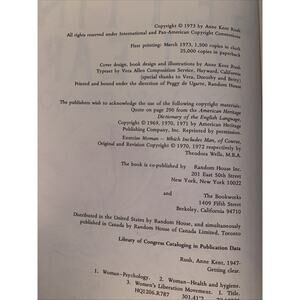 Copyright © 1973 by Anne Kent Rush
All rights reserved under International and Pan-American Copyright Conventions
First printing: March 1973, 1,500 copies in cloth
25,000 copies in paperback
Cover design, book design and illustrations by Anne Kent Rush
Typeset by Vera Allen Composition Service, Hayward, California
(special thanks to Vera, Dorothy and Betty)
Printed and bound under the direction of Peggy de Ugarte, Random House
The publishers wish to acknowledge the use of the following copyright materials:
Quote on page 290 from the American Heritage
Dictionary of the English Language,
Copyright © 1969, 1970, 1971 by American Heritage
Publishing Company, Inc. Reprinted by permission.
Exercise Woman – Which Includes Man, of Course,
Original and Revision Copyright © 1970, 1972 respectively by
Theodora Wells, M.B.A.
The book is co-published by Random House Inc.
201 East 50th Street
New York, New York 10022
and The Bookworks
1409 Fifth Street
Berkeley, California 94710
Distributed in the United States by Random House, and simultaneously
published in Canada by Random House of Canada Limited, Toronto
Library of Congress Cataloging in Publication Data
Rush, Anne Kent, 1947-
Getting clear.
1. Woman-Psychology. 2. Woman-Health and hygiene.
3. Women's Liberation Movement. I. Title.
HQ1206.R787 301.41'2